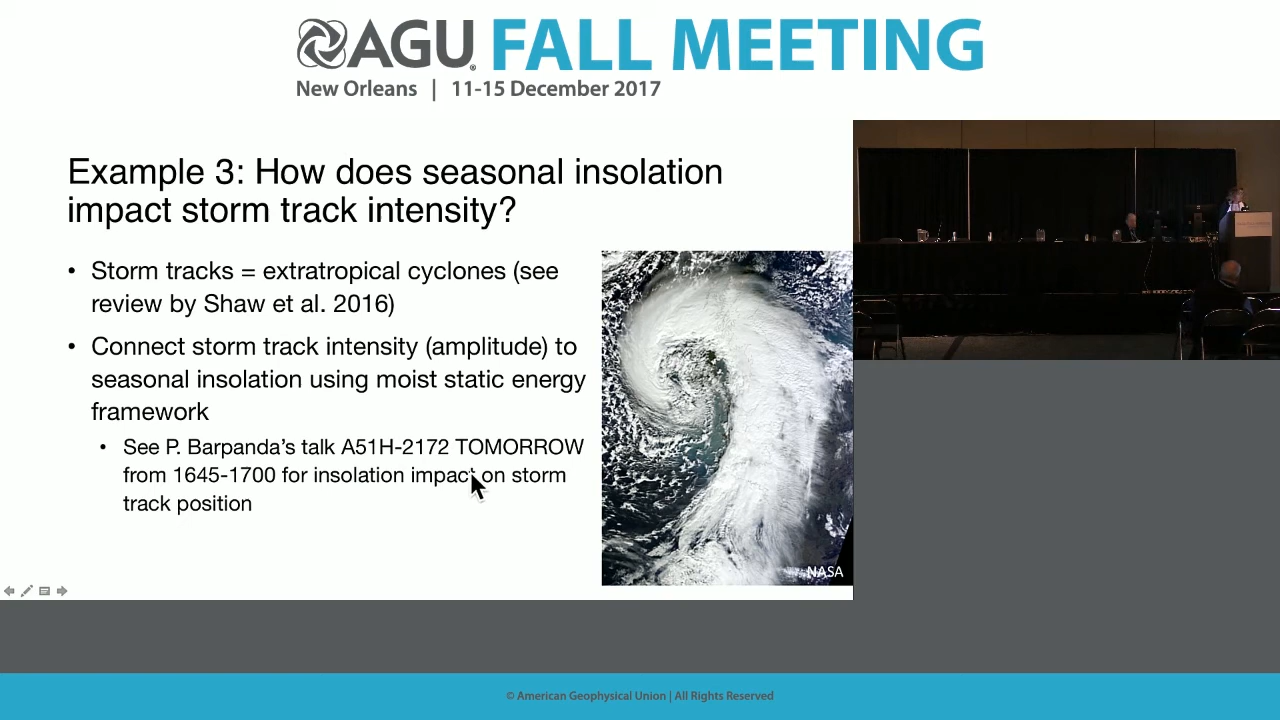 AGU FALL MEETING
New Orleans | 11-15 December 2017
Example 3: How does seasonal insolation
impact storm track intensity?
• Storm tracks = extratropical cyclones (see
review by Shaw et al. 2016)
• Connect storm track intensity (amplitude) to
seasonal insolation using moist static energy
framework
• See P. Barpanda’s talk A51H-2172 TOMORROW
from 1645-1700 for insolation impact on storm
track position
NASA
© American Geophysical Union | All Rights Reserved